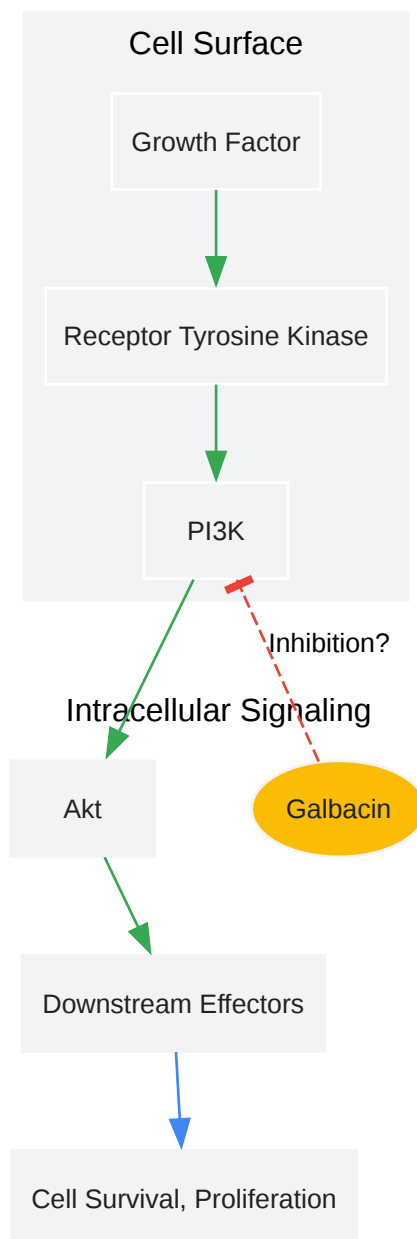 Cell Surface
Growth Factor
Receptor Tyrosine Kinase
PI3K
Inhibition?
Intracellular Signaling
Akt
Galbacin
Downstream Effectors
Cell Survival, Proliferation